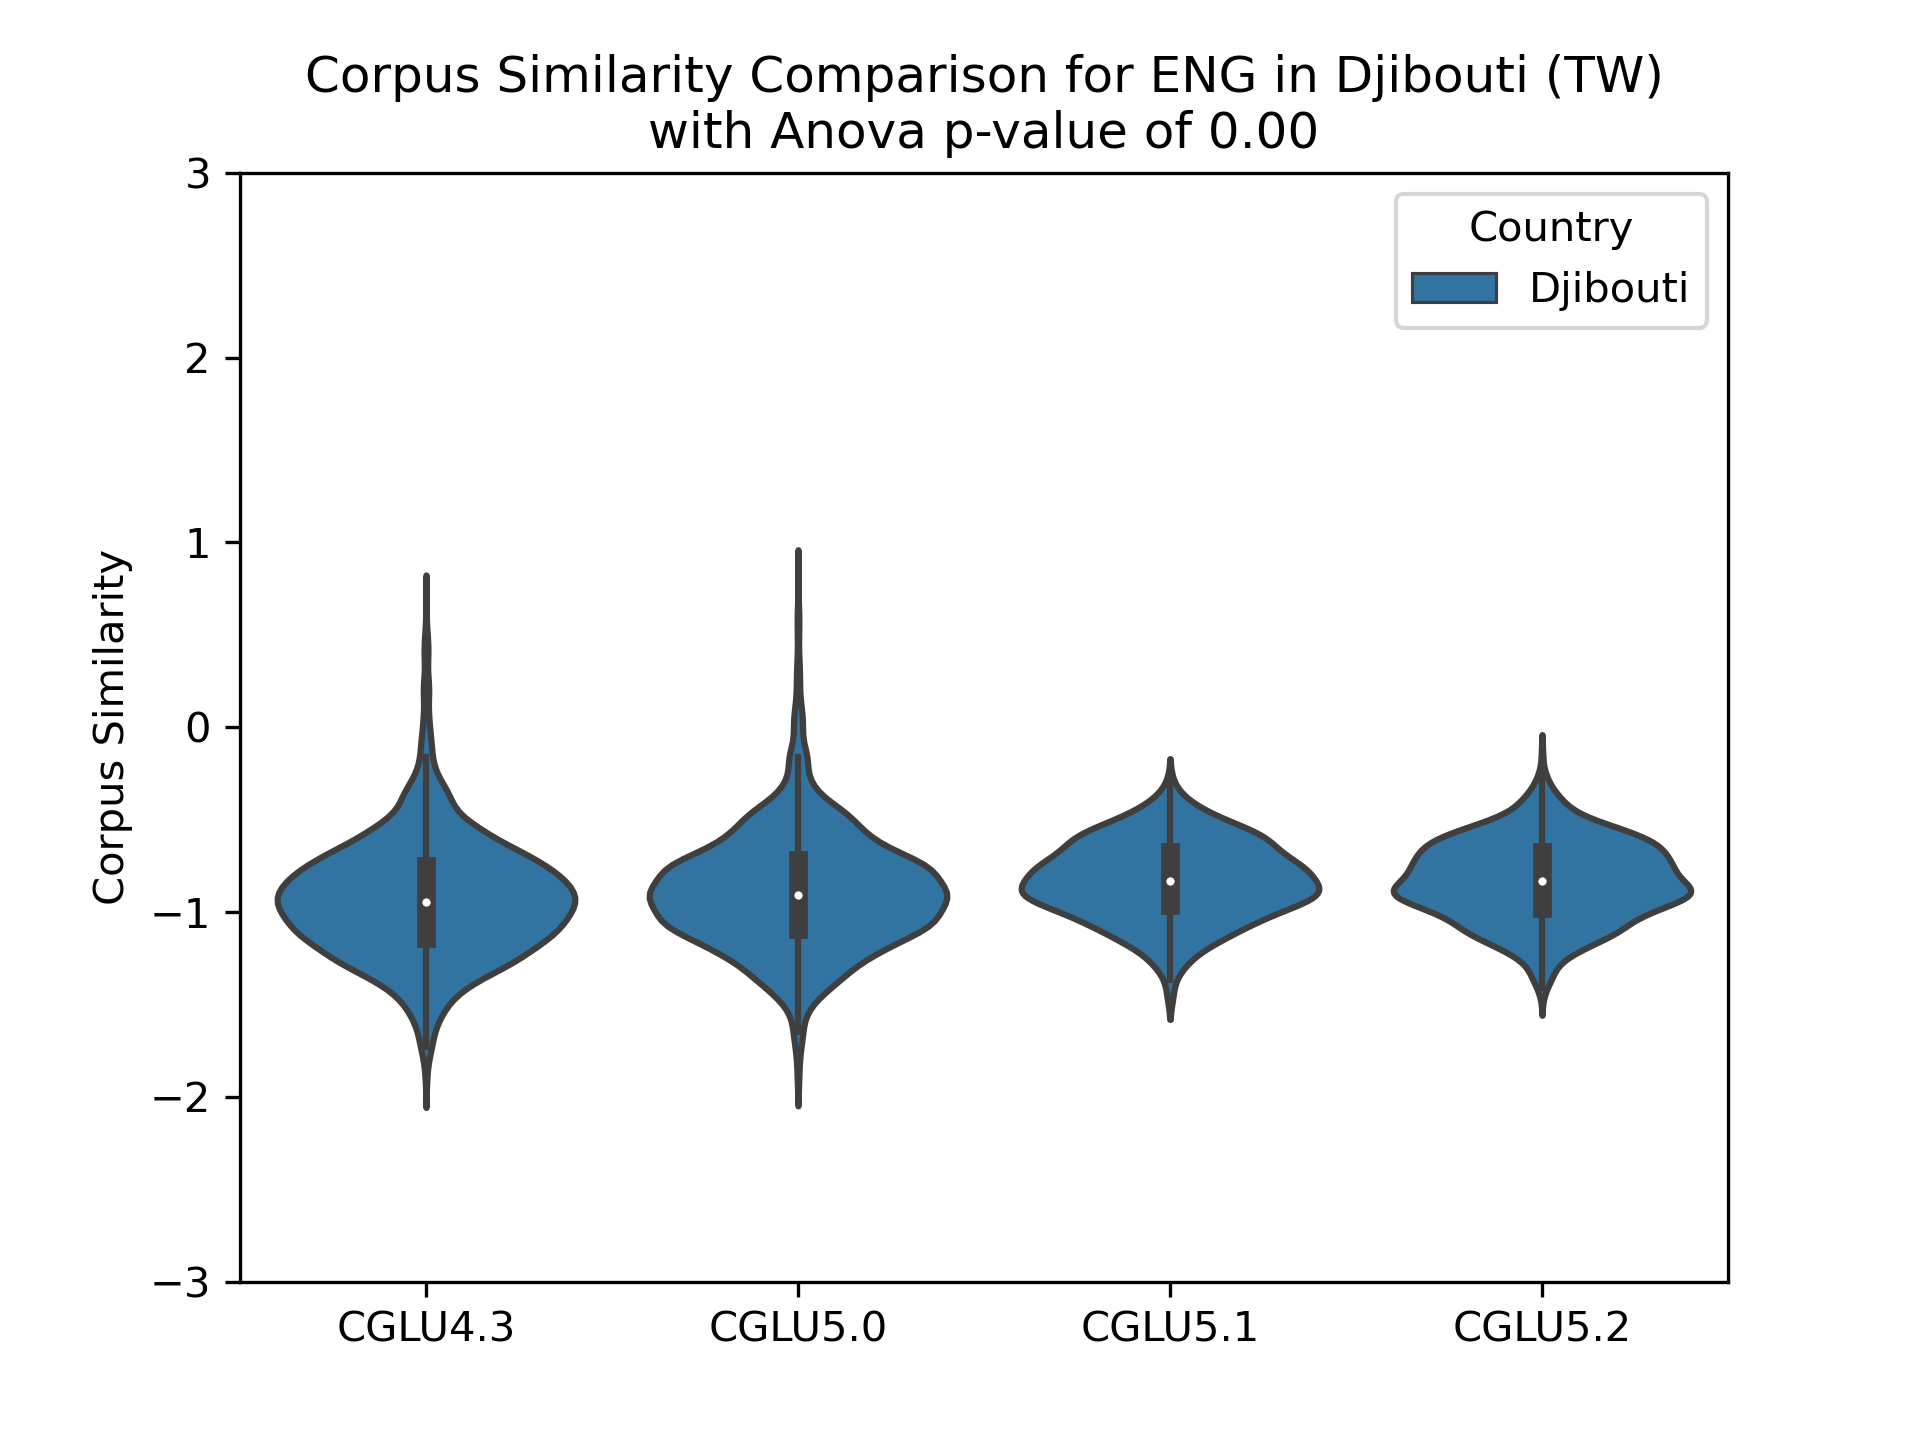 Corpus Similarity Comparison for ENG in Djibouti (TW)
with Anova p-value of 0.00
Country
Djibouti
Corpus Similarity
3
2
1
0
−1
−2
−3
CGLU4.3
CGLU5.0
CGLU5.1
CGLU5.2